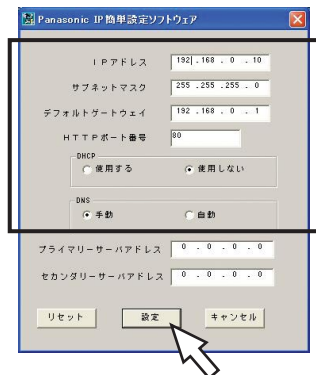 Panasonic IP簡単設定ソフトウェア
IPアドレス 192.168.0.10
サブネットマスク 255.255.255.0
デフォルトゲートウェイ 192.168.0.1
HTTPポート番号 80
DHCP
使用する 使用しない
DNS
手動 自動
プライマリーサーバアドレス 0.0.0.0
セカンダリーサーバアドレス 0.0.0.0
リセット 設定 キャンセル